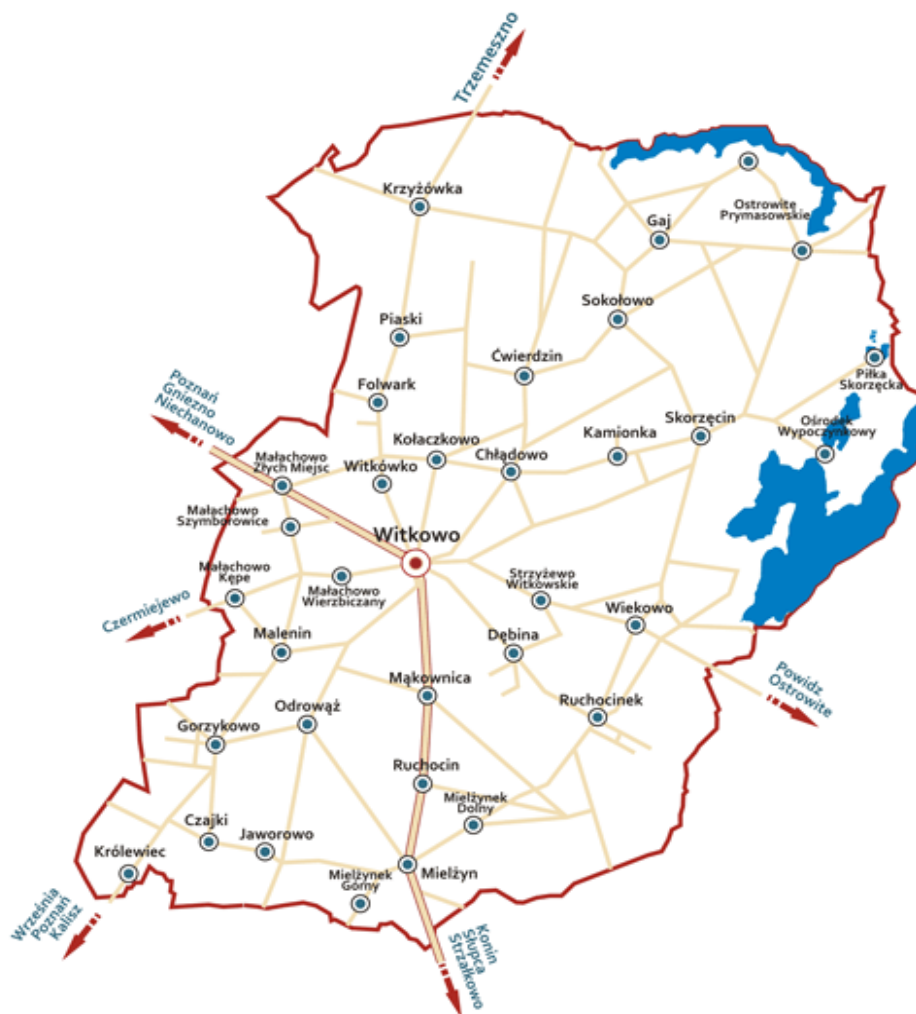 Trzemeszno
Krzyżówka
Ostrowite
Prymasowskie
Gaj
Sokołowo
Piaski
Ćwierdzin
Piłka
Skorzęcka
Folwark
Poznań
Gniezno
Niechanowo
Skorzęcin
Ośrodek
Wypoczynkowy
Kamionka
Kołaczkowo
Chłądowo
Małachowo
Złych Miejsc
Witkówko
Małachowo
Szymborowice
Witkowo
Małachowo
Kępe
Małachowo
Wierzbiczany
Strzyżewo
Witkowskie
Wiekowo
Czermiejewo
Malenin
Dębina
Powidz
Ostrowite
Mąkownica
Ruchocinek
Odrowąż
Gorzykowo
Ruchocin
Mielżynek
Dolny
Czajki
Jaworowo
Królewiec
Mielżynek
Górny
Mielżyn
Września
Poznań
Kalisz
Konin
Słupca
Strzałkowo